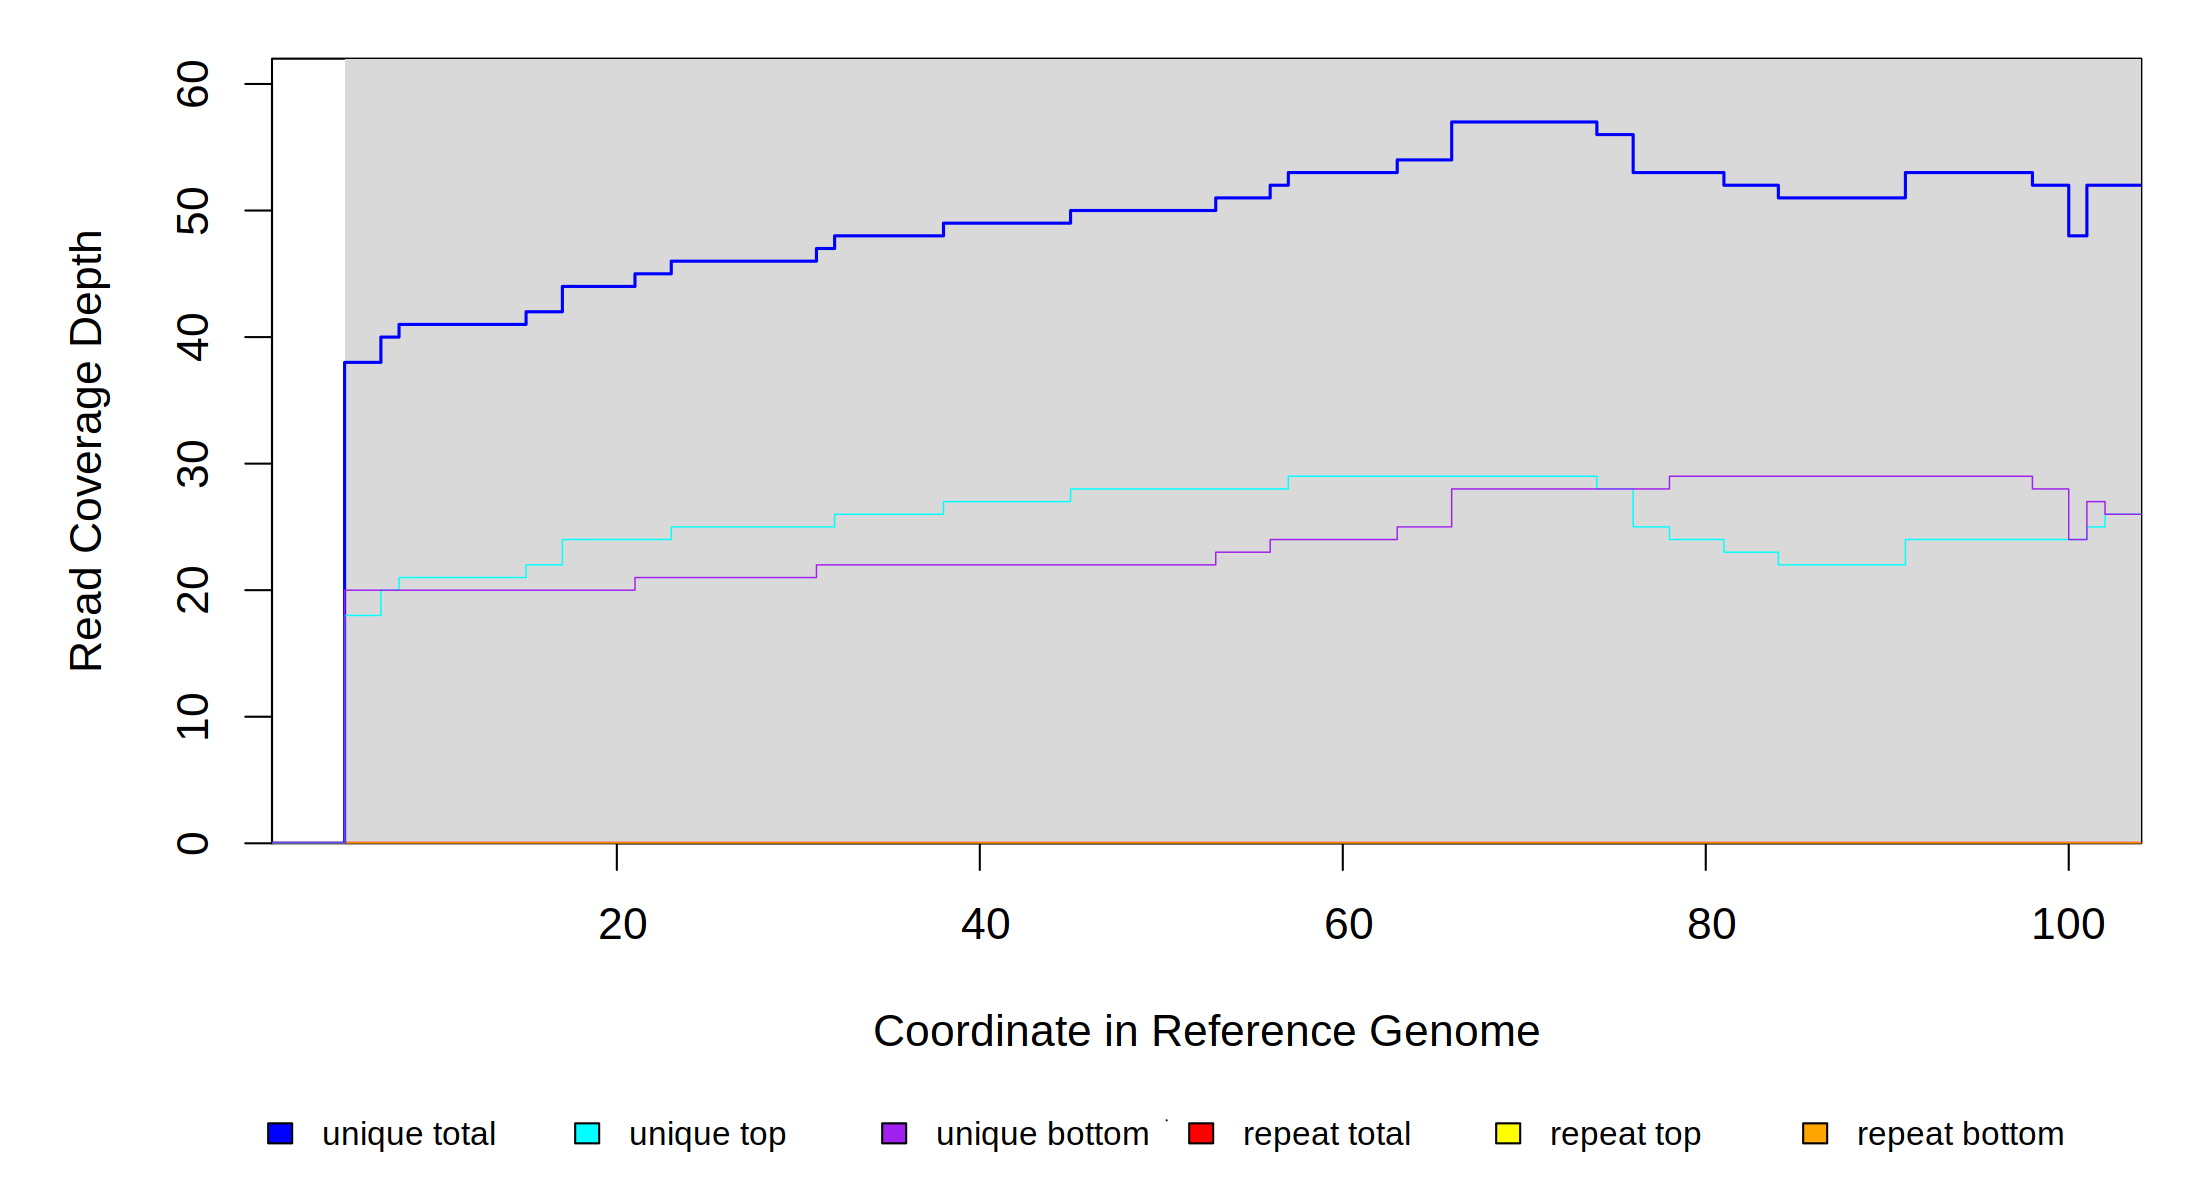 Read Coverage Depth
60
50
40
30
20
10
0
20 40 60 80 100
Coordinate in Reference Genome
unique total unique top unique bottom repeat total repeat top repeat bottom